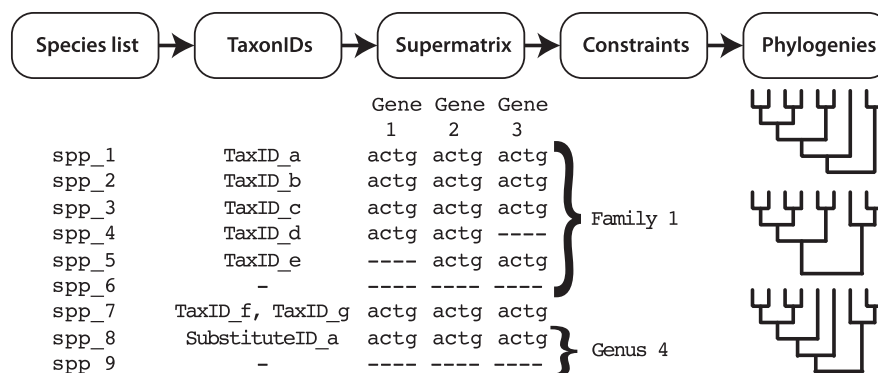 Species list TaxonIDs Supermatrix Constraints Phylogenies
Gene Gene Gene
1 2 3
spp_1 TaxID_a actg actg actg
spp_2 TaxID_b actg actg actg
spp_3 TaxID_c actg actg actg
spp_4 TaxID_d actg actg ----
Family 1
spp_5 TaxID_e ---- actg actg
spp_6 - ---- ---- ----
spp_7 TaxID_f, TaxID_g actg actg actg
spp_8 SubstituteID_a actg actg actg
Genus 4
spp_9 - ---- ---- ----